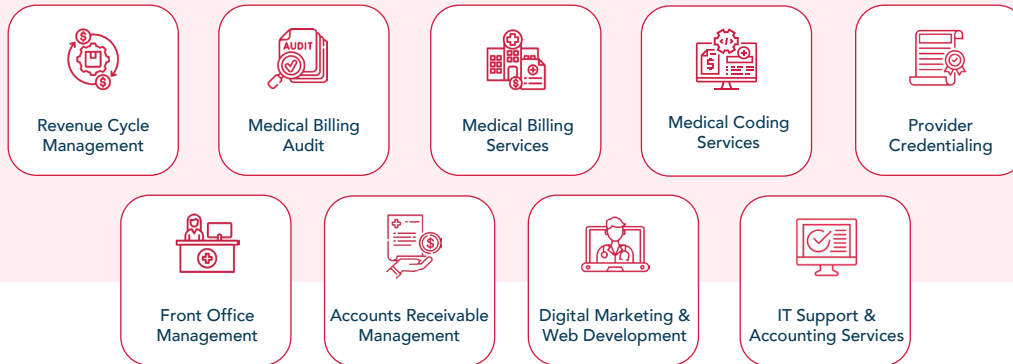 AUDIT
Revenue Cycle
Management
Medical Billing
Audit
Medical Billing
Services
Medical Coding
Services
Provider
Credentialing
Front Office
Management
Accounts Receivable
Management
Digital Marketing &
Web Development
IT Support &
Accounting Services